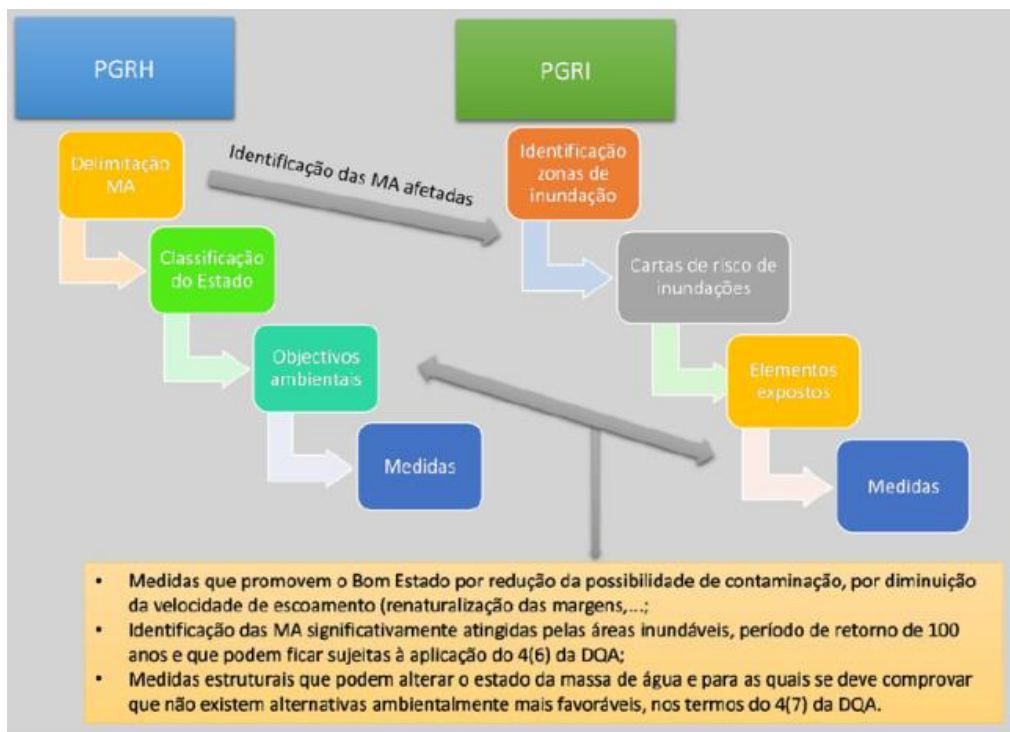 PGRH
PGRI
Delimitação
MA
Identificação das MA afetadas
Identificação
zonas de
inundação
Classificação
do Estado
Cartas de risco de
inundações
Objectivos
ambientais
Elementos
expostos
Medidas
Medidas
• Medidas que promovem o Bom Estado por redução da possibilidade de contaminação, por diminuição
da velocidade de escoamento (renaturalização das margens,...;
• Identificação das MA significativamente atingidas pelas áreas inundáveis, período de retorno de 100
anos e que podem ficar sujeitas à aplicação do 4(6) da DQA;
• Medidas estruturais que podem alterar o estado da massa de água e para as quais se deve comprovar
que não existem alternativas ambientalmente mais favoráveis, nos termos do 4(7) da DQA.